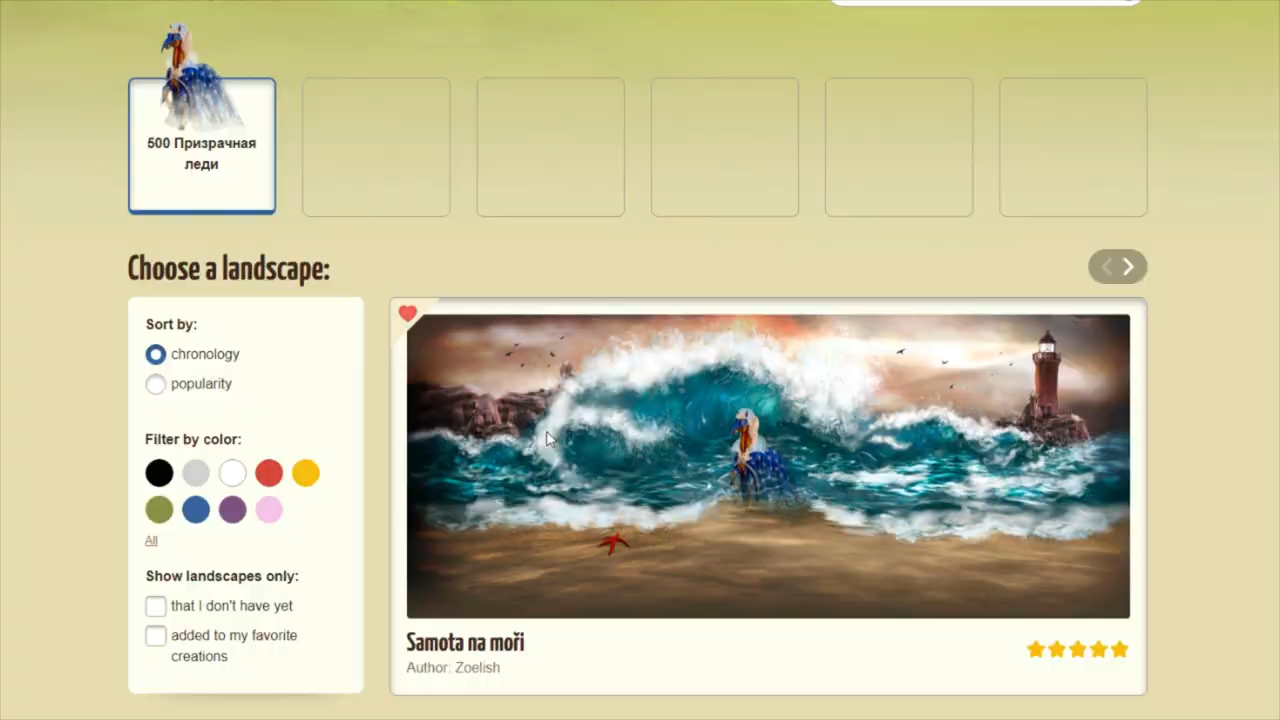 500 Призрачная
леди
Choose a landscape:
Sort by:
chronology
popularity
Filter by color:
All
Show landscapes only:
that I don't have yet
added to my favorite
creations
Samota na moři
Author: Zoelish